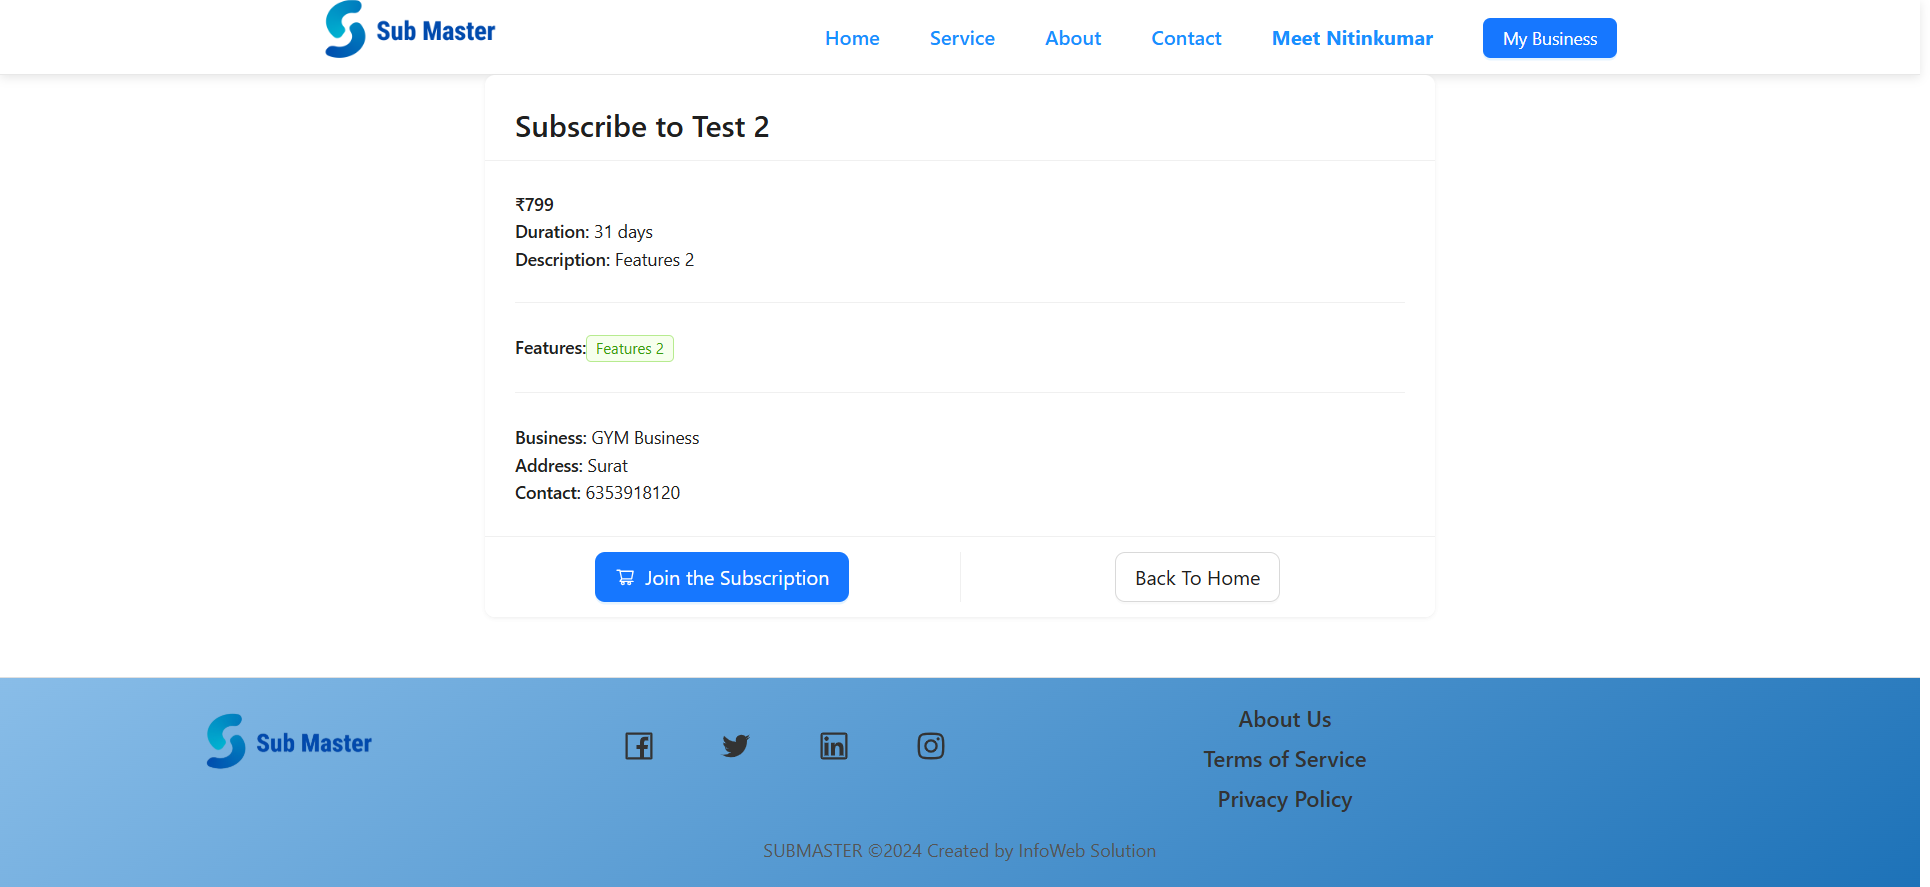 Sub Master
Home Service About Contact Meet Nitinkumar My Business
Subscribe to Test 2
₹799
Duration: 31 days
Description: Features 2
Features: Features 2
Business: GYM Business
Address: Surat
Contact: 6353918120
Join the Subscription
Back To Home
Sub Master
About Us
Terms of Service
Privacy Policy
SUBMASTER ©2024 Created by InfoWeb Solution